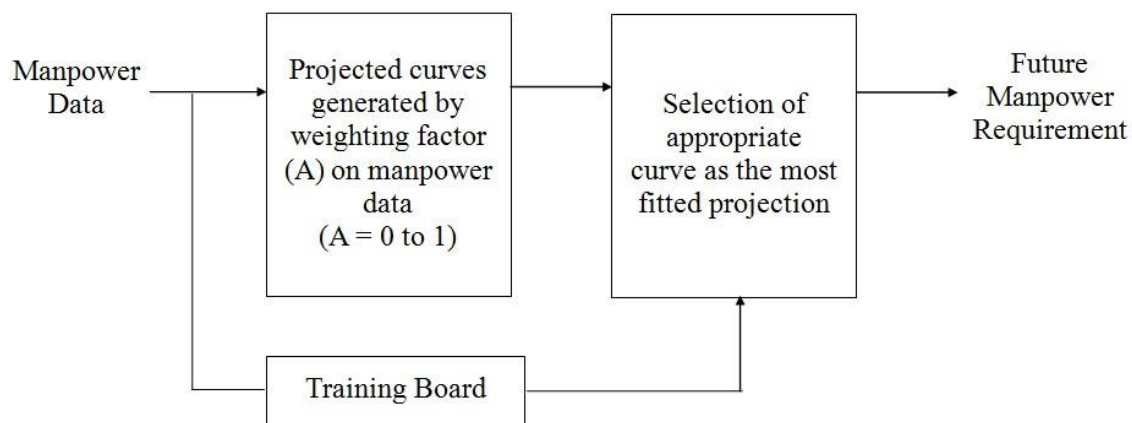 Manpower
Data
Projected curves
generated by
weighting factor
(A) on manpower
data
(A = 0 to 1)
Selection of
appropriate
curve as the most
fitted projection
Future
Manpower
Requirement
Training Board